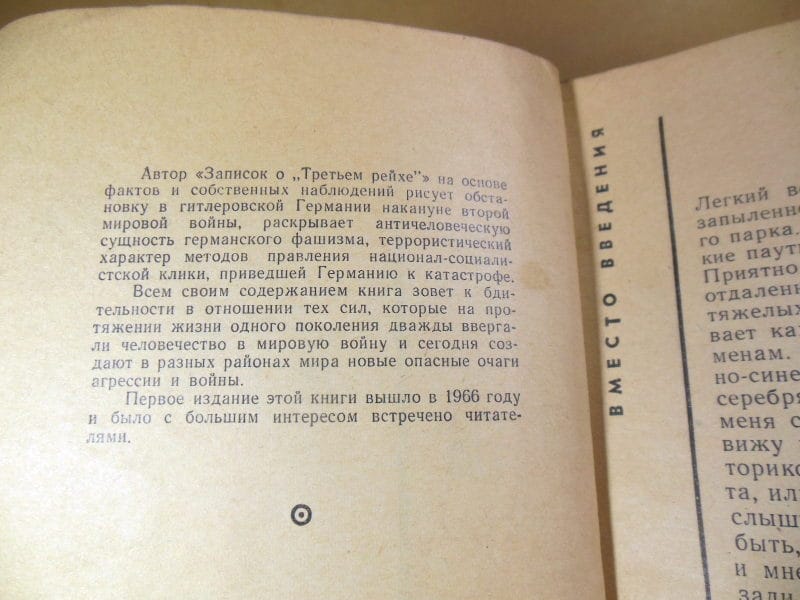 Автор «Записок о „Третьем рейхе"» на основе
фактов и собственных наблюдений рисует обста-
новку в гитлеровской Германии накануне второй
мировой войны, раскрывает античеловеческую
сущность германского фашизма, террористический
характер методов правления национал-социали-
стской клики, приведшей Германию к катастрофе.
Всем своим содержанием книга зовет к бди-
тельности в отношении тех сил, которые на про-
тяжении жизни одного поколения дважды вверга-
ли человечество в мировую войну и сегодня соз-
дают в разных районах мира новые опасные очаги
агрессии и войны.
Первое издание этой книги вышло в 1966 году
и было с большим интересом встречено читате-
лями.
ВМЕСТО ВВЕДЕНИЯ
Легкий
запыленно
го парка.
кие паути
Приятно
отдаленн
тяжелых
вает ка
менам.
но-сине
серебря
меня с
вижу
торико
та, ил
слыш
быть,
и мне
зали